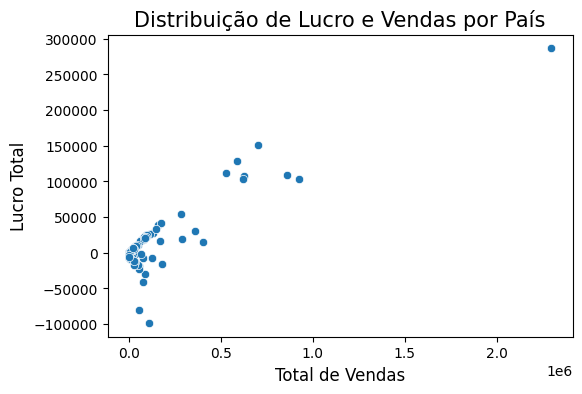 Distribuição de Lucro e Vendas por País
Lucro Total
300000
250000
200000
150000
100000
50000
0
−50000
−100000
0.0 0.5 1.0 1.5 2.0
1e6
Total de Vendas